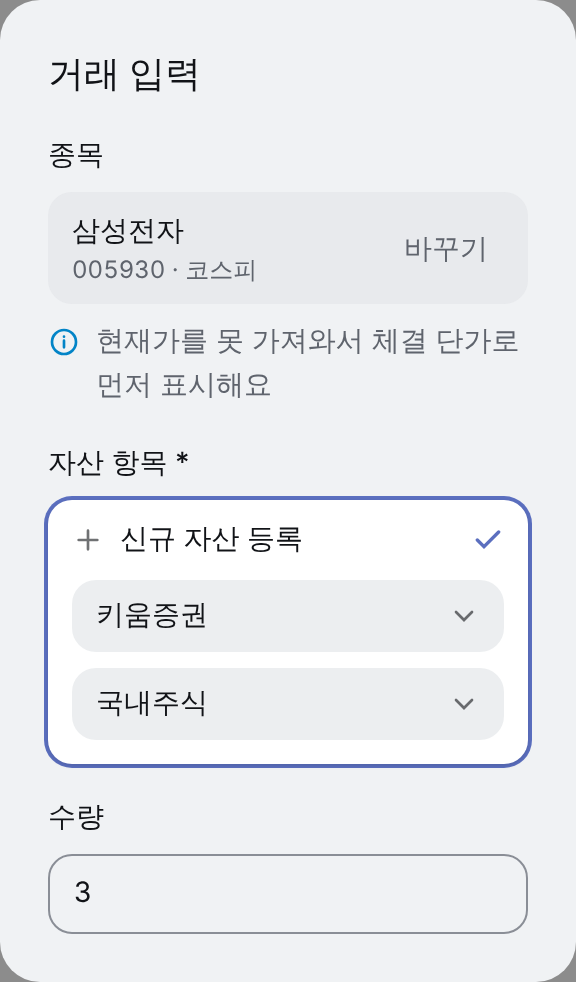 거래 입력
종목
삼성전자
005930 · 코스피
바꾸기
현재가를 못 가져와서 체결 단가로
먼저 표시해요
자산 항목 *
신규 자산 등록
키움증권
국내주식
수량
3